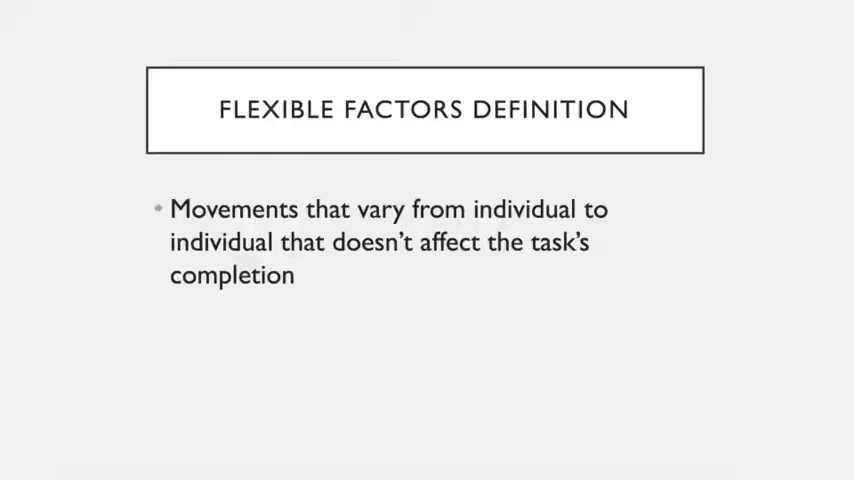 FLEXIBLE FACTORS DEFINITION
• Movements that vary from individual to
individual that doesn’t affect the task’s
completion